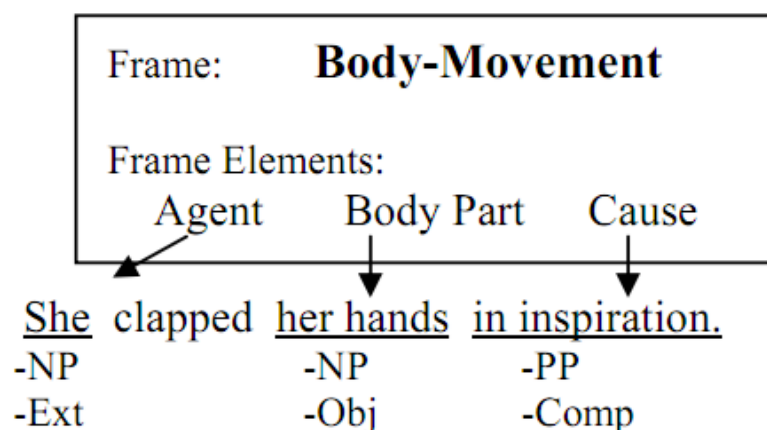 Frame: Body-Movement
Frame Elements:
Agent Body Part Cause
She clapped her hands in inspiration.
-NP -NP -PP
-Ext -Obj -Comp